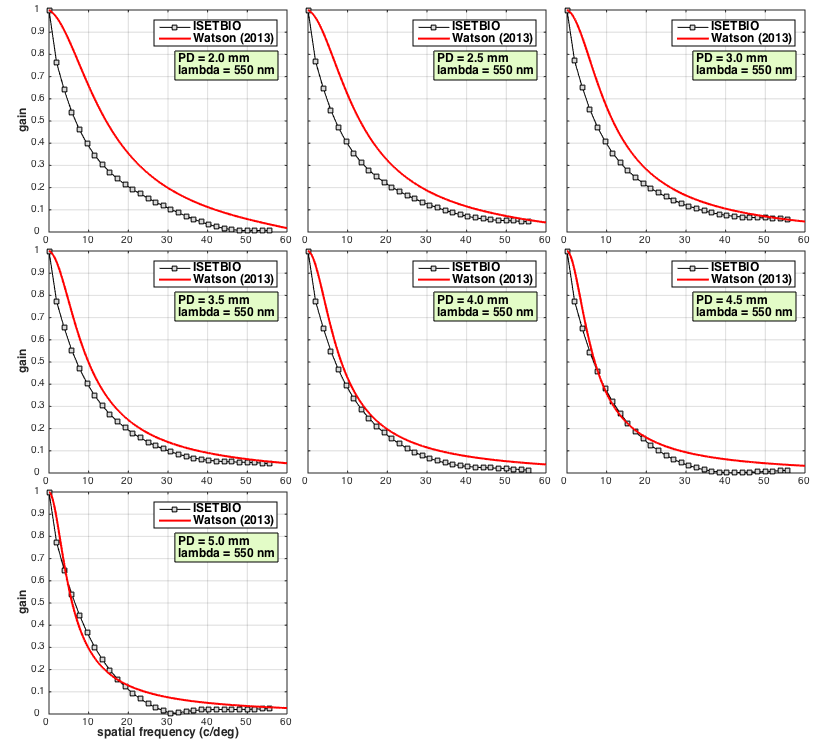 ISETBIO
Watson (2013)
PD = 2.0 mm
lambda = 550 nm
gain
1
0.9
0.8
0.7
0.6
0.5
0.4
0.3
0.2
0.1
0
0 10 20 30 40 50 60
ISETBIO
Watson (2013)
PD = 2.5 mm
lambda = 550 nm
0 10 20 30 40 50 60
ISETBIO
Watson (2013)
PD = 3.0 mm
lambda = 550 nm
0 10 20 30 40 50 60
ISETBIO
Watson (2013)
PD = 3.5 mm
lambda = 550 nm
gain
1
0.9
0.8
0.7
0.6
0.5
0.4
0.3
0.2
0.1
0
0 10 20 30 40 50 60
ISETBIO
Watson (2013)
PD = 4.0 mm
lambda = 550 nm
0 10 20 30 40 50 60
ISETBIO
Watson (2013)
PD = 4.5 mm
lambda = 550 nm
0 10 20 30 40 50 60
ISETBIO
Watson (2013)
PD = 5.0 mm
lambda = 550 nm
gain
1
0.9
0.8
0.7
0.6
0.5
0.4
0.3
0.2
0.1
0
0 10 20 30 40 50 60
spatial frequency (c/deg)